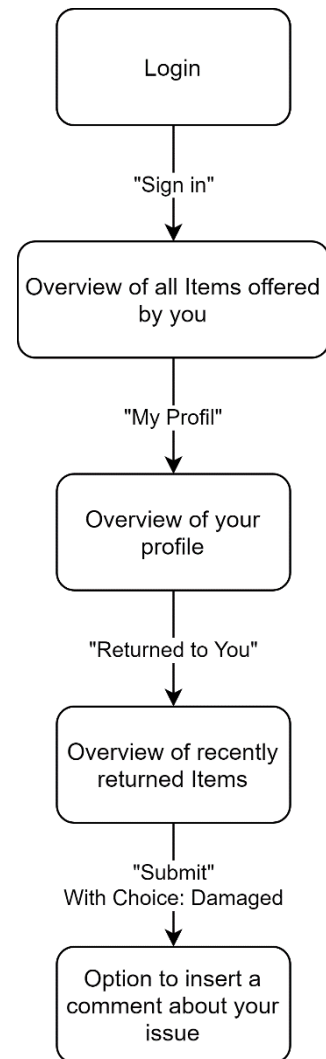 Login
"Sign in"
Overview of all Items offered
by you
"My Profil"
Overview of your
profile
"Returned to You"
Overview of recently
returned Items
"Submit"
With Choice: Damaged
Option to insert a
comment about your
issue